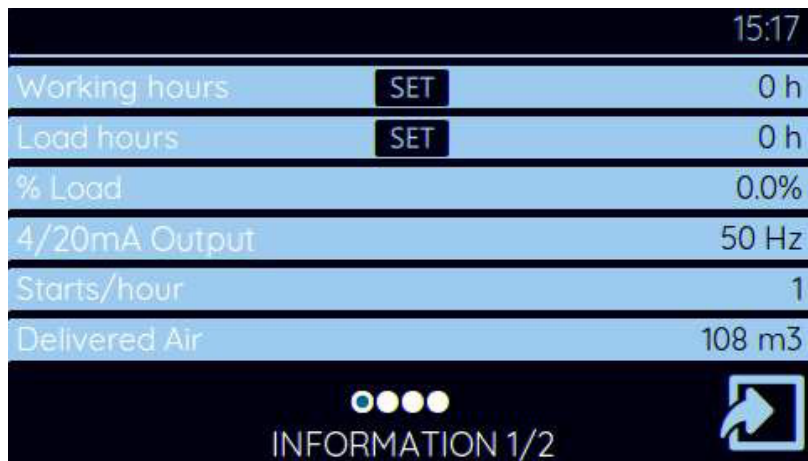 15:17
Working hours SET 0 h
Load hours SET 0 h
% Load 0.0%
4/20mA Output 50 Hz
Starts/hour 1
Delivered Air 108 m3
INFORMATION 1/2